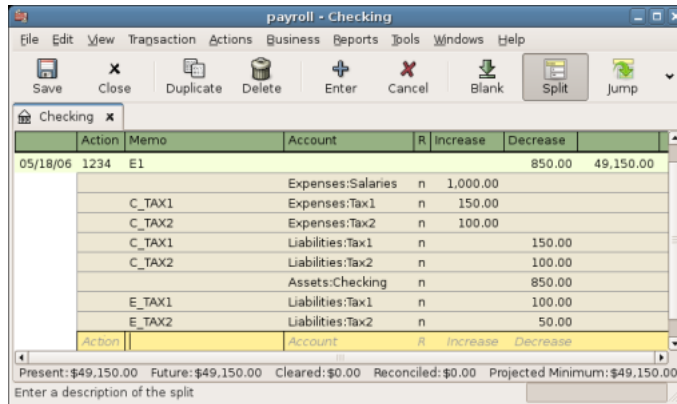 payroll - Checking
File Edit View Transaction Actions Business Reports Tools Windows Help
Save Close Duplicate Delete Enter Cancel Blank Split Jump
Checking
Action Memo Account R Increase Decrease
05/18/06 1234 E1 850.00 49,150.00
Expenses:Salaries n 1,000.00
C_TAX1 Expenses:Tax1 n 150.00
C_TAX2 Expenses:Tax2 n 100.00
C_TAX1 Liabilities:Tax1 n 150.00
C_TAX2 Liabilities:Tax2 n 100.00
Assets:Checking n 850.00
E_TAX1 Liabilities:Tax1 n 100.00
E_TAX2 Liabilities:Tax2 n 50.00
Action Account R Increase Decrease
Present:$49,150.00 Future:$49,150.00 Cleared:$0.00 Reconciled:$0.00 Projected Minimum:$49,150.00
Enter a description of the split